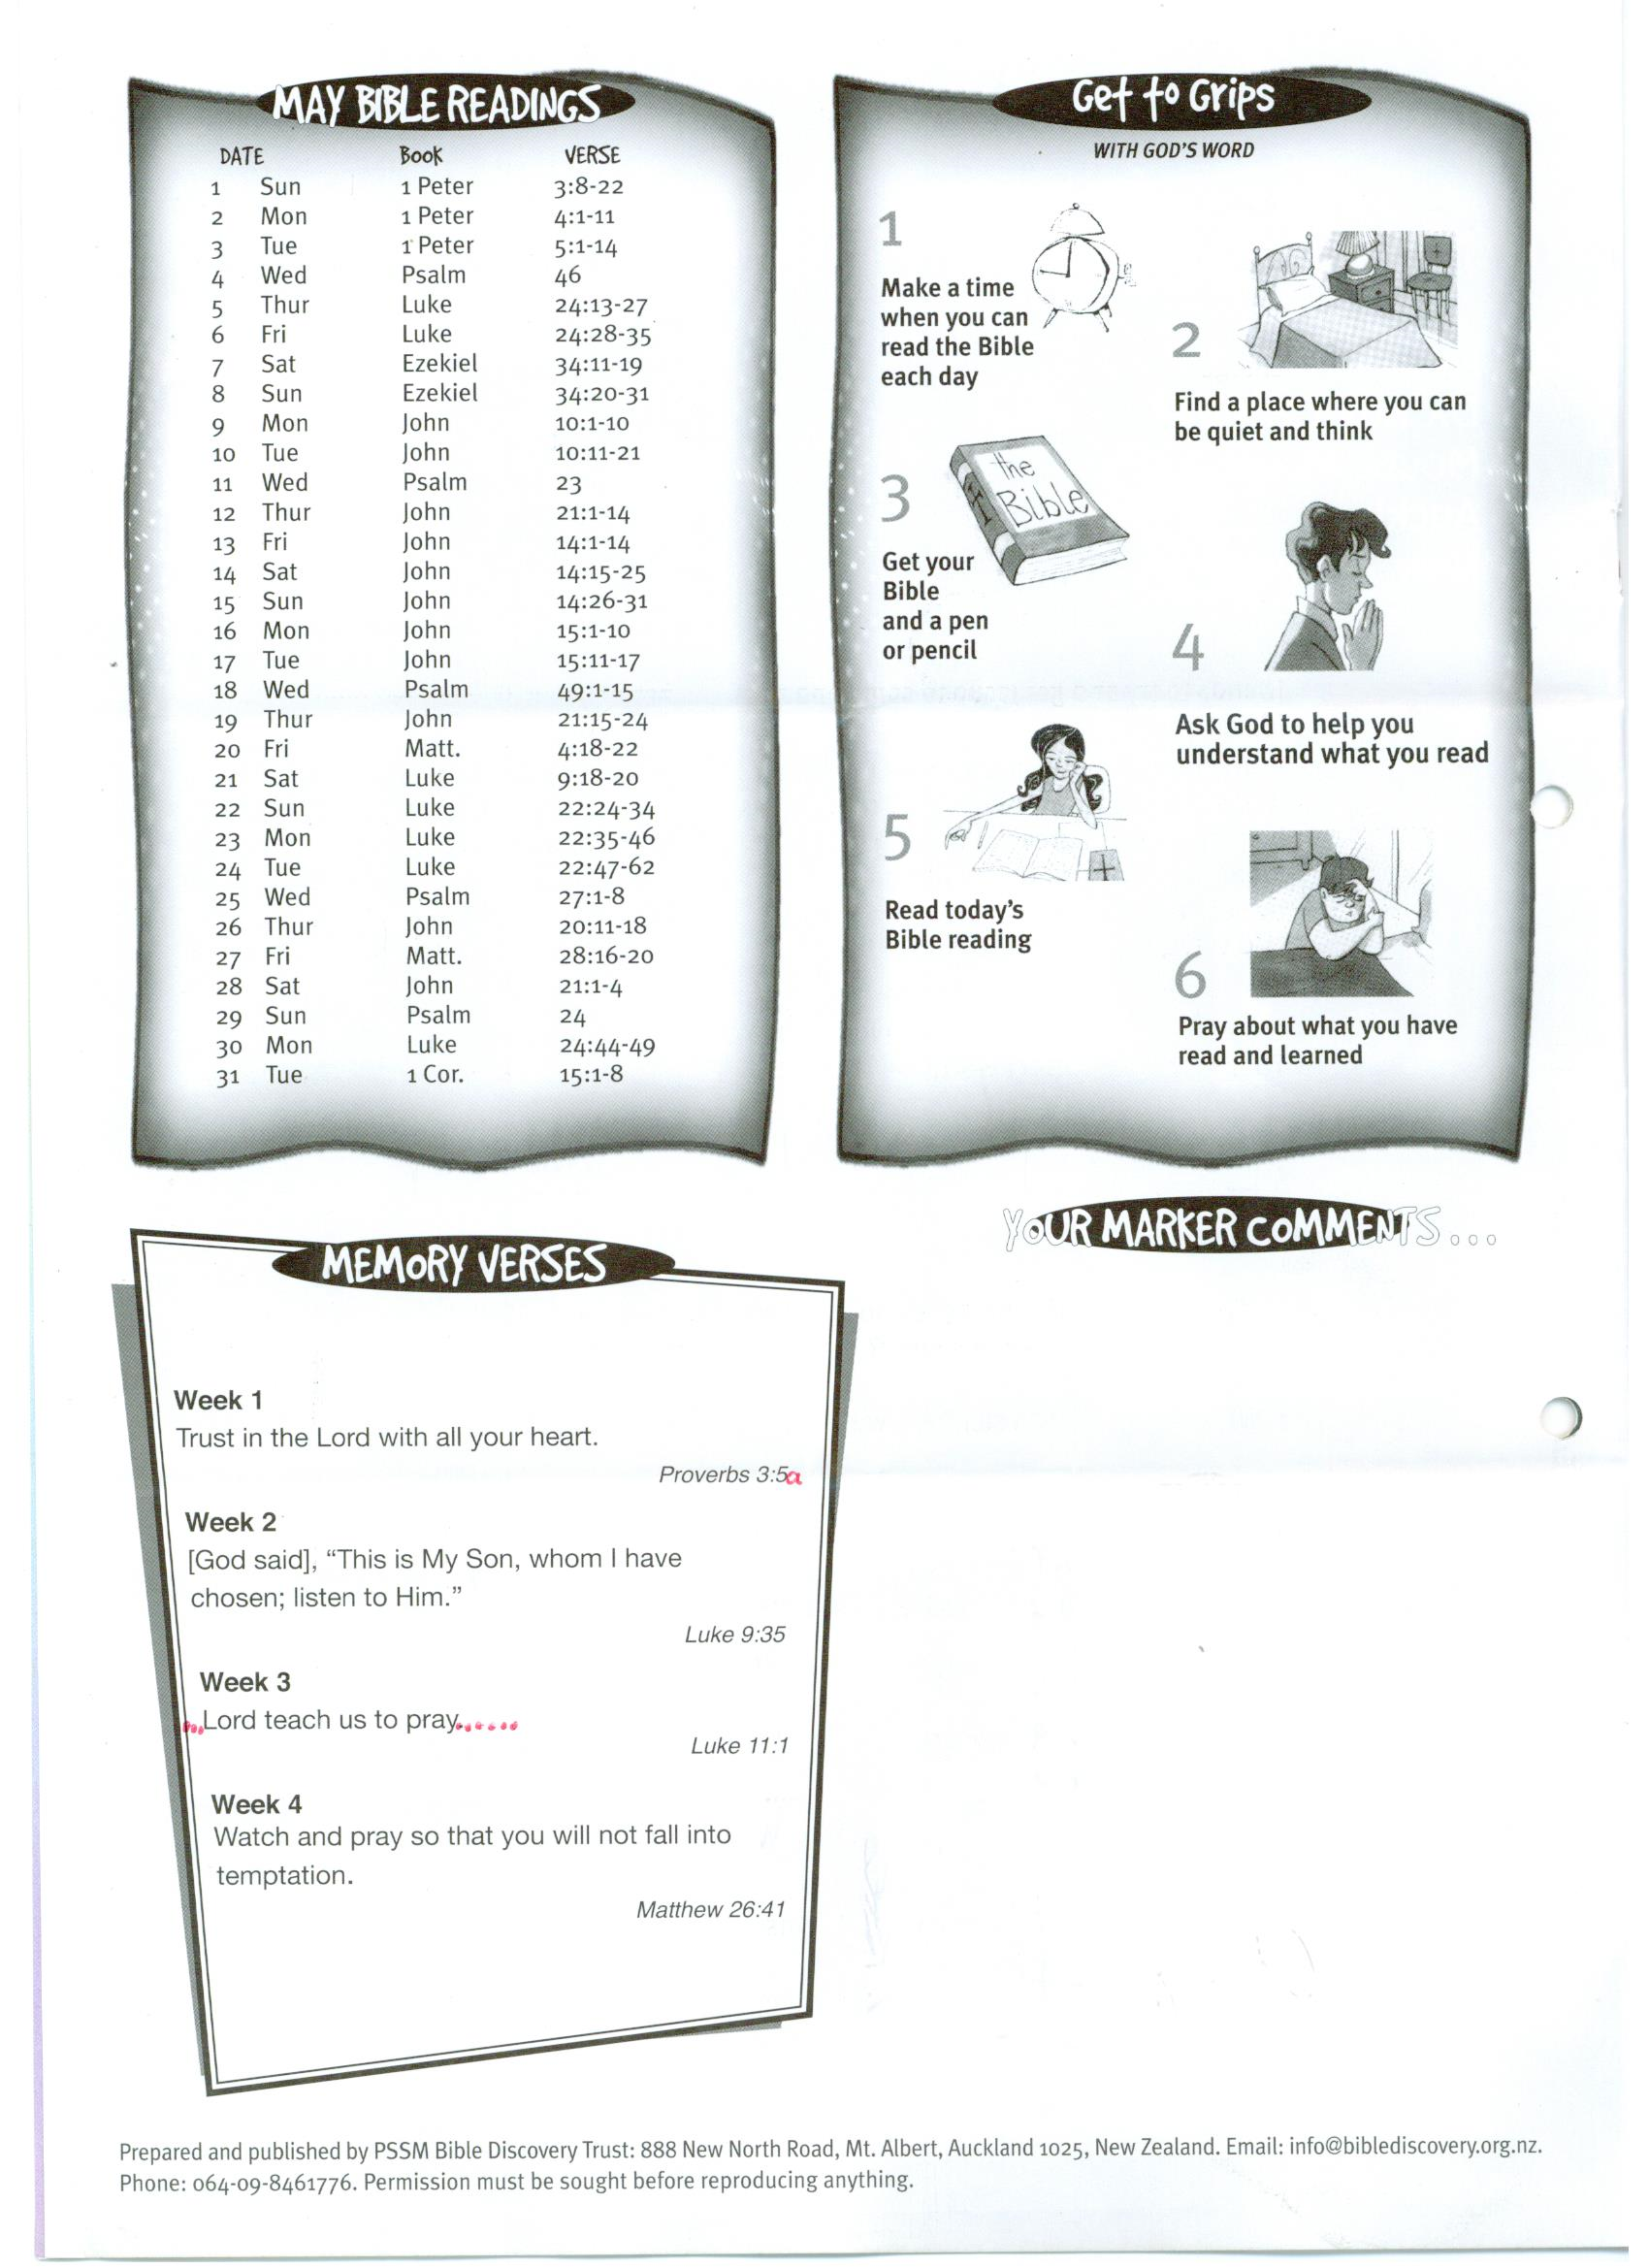 MAY BIBLE READINGS
DATE Book VERSE
1 Sun 1 Peter 3:8-22
2 Mon 1 Peter 4:1-11
3 Tue 1 Peter 5:1-14
4 Wed Psalm 46
5 Thur Luke 24:13-27
6 Fri Luke 24:28-35
7 Sat Ezekiel 34:11-19
8 Sun Ezekiel 34:20-31
9 Mon John 10:1-10
10 Tue John 10:11-21
11 Wed Psalm 23
12 Thur John 21:1-14
13 Fri John 14:1-14
14 Sat John 14:15-25
15 Sun John 14:26-31
16 Mon John 15:1-10
17 Tue John 15:11-17
18 Wed Psalm 49:1-15
19 Thur John 21:15-24
20 Fri Matt. 4:18-22
21 Sat Luke 9:18-20
22 Sun Luke 22:24-34
23 Mon Luke 22:35-46
24 Tue Luke 22:47-62
25 Wed Psalm 27:1-8
26 Thur John 20:11-18
27 Fri Matt. 28:16-20
28 Sat John 21:1-4
29 Sun Psalm 24
30 Mon Luke 24:44-49
31 Tue 1 Cor. 15:1-8
Get to Grips
WITH GOD'S WORD
1
Make a time
when you can
read the Bible
each day
2
Find a place where you can
be quiet and think
3
the
Bible
Get your
Bible
and a pen
or pencil
4
Ask God to help you
understand what you read
5
Read today's
Bible reading
6
Pray about what you have
read and learned
MEMORY VERSES
Week 1
Trust in the Lord with all your heart.
Proverbs 3:5a
Week 2
[God said], “This is My Son, whom I have
chosen; listen to Him.”
Luke 9:35
Week 3
...Lord teach us to pray......
Luke 11:1
Week 4
Watch and pray so that you will not fall into
temptation.
Matthew 26:41
YOUR MARKER COMMENTS...
Prepared and published by PSSM Bible Discovery Trust: 888 New North Road, Mt. Albert, Auckland 1025, New Zealand. Email: info@biblediscovery.org.nz.
Phone: 064-09-8461776. Permission must be sought before reproducing anything.